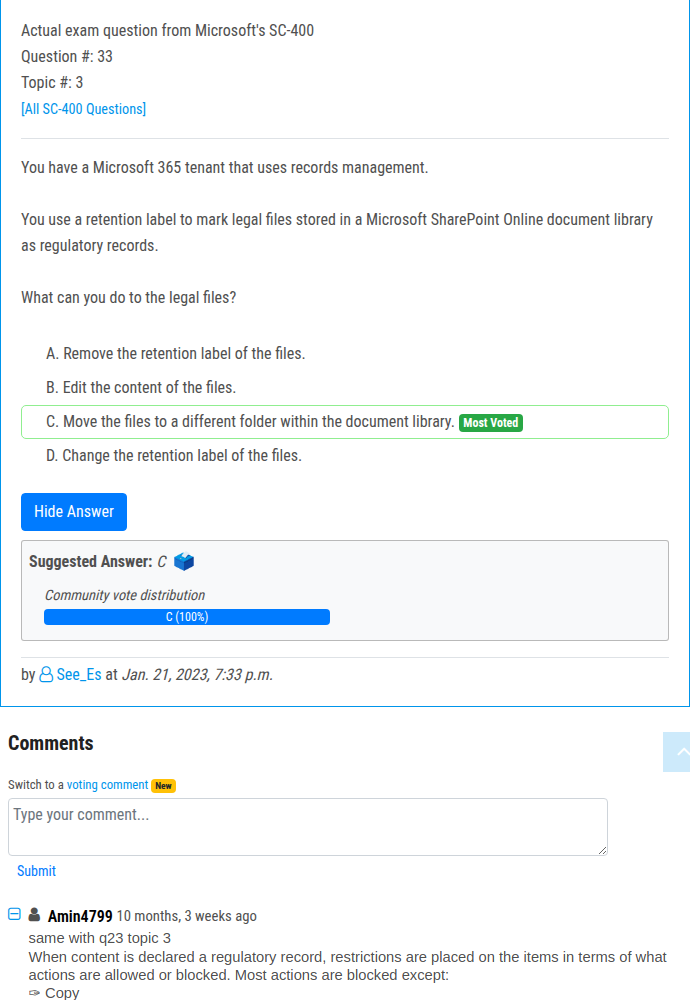 Actual exam question from Microsoft's SC-400
Question #: 33
Topic #: 3
[All SC-400 Questions]
You have a Microsoft 365 tenant that uses records management.
You use a retention label to mark legal files stored in a Microsoft SharePoint Online document library
as regulatory records.
What can you do to the legal files?
A. Remove the retention label of the files.
B. Edit the content of the files.
C. Move the files to a different folder within the document library. Most Voted
D. Change the retention label of the files.
Hide Answer
Suggested Answer: C
Community vote distribution
C (100%)
by See_Es at Jan. 21, 2023, 7:33 p.m.
Comments
Switch to a voting comment New
Type your comment...
Submit
Amin4799 10 months, 3 weeks ago
same with q23 topic 3
When content is declared a regulatory record, restrictions are placed on the items in terms of what
actions are allowed or blocked. Most actions are blocked except:
✑ Copy